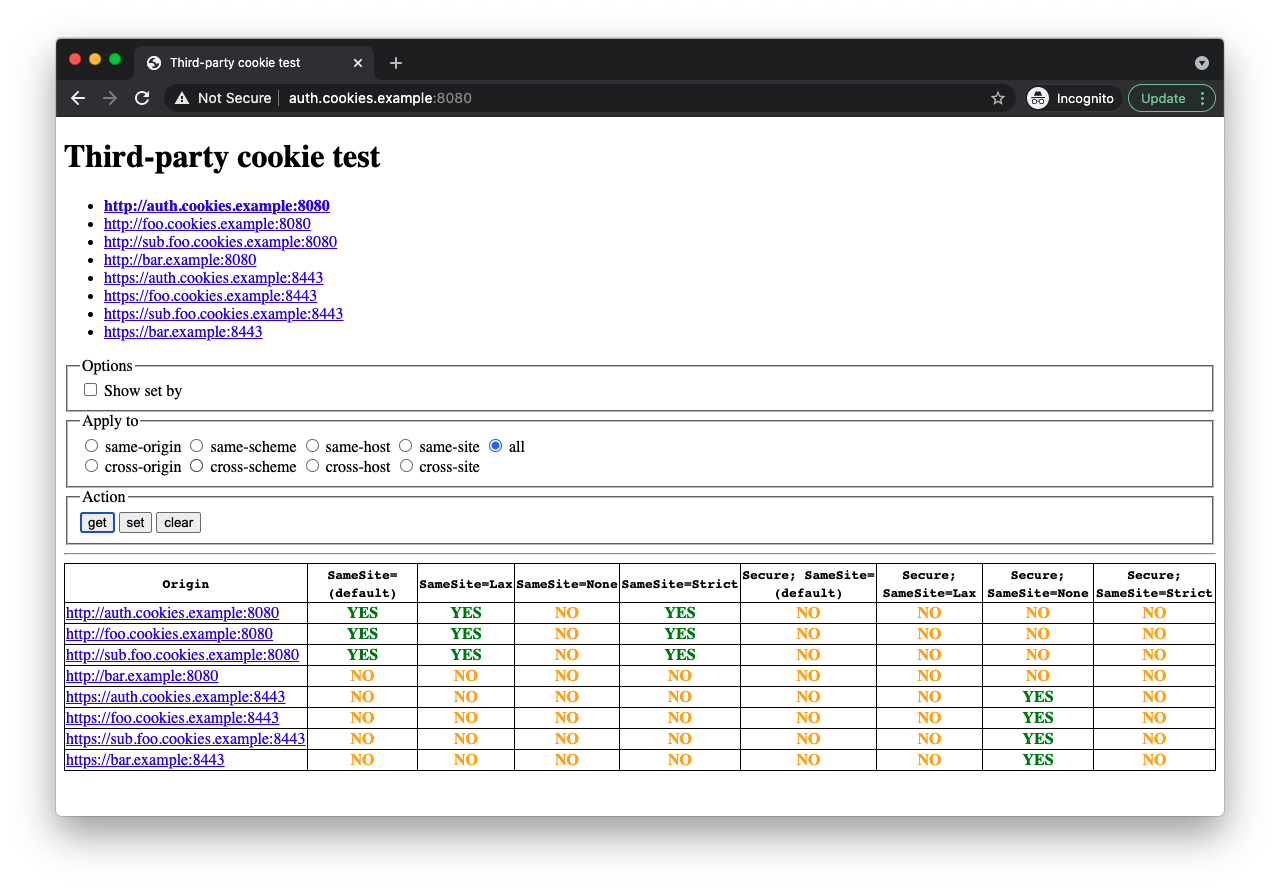 Third-party cookie test
Not Secure auth.cookies.example:8080 Incognito Update
Third-party cookie test
http://auth.cookies.example:8080
http://foo.cookies.example:8080
http://sub.foo.cookies.example:8080
http://bar.example:8080
https://auth.cookies.example:8443
https://foo.cookies.example:8443
https://sub.foo.cookies.example:8443
https://bar.example:8443
Options
Show set by
Apply to
same-origin same-scheme same-host same-site all
cross-origin cross-scheme cross-host cross-site
Action
get set clear
Origin SameSite=(default) SameSite=Lax SameSite=None SameSite=Strict Secure; SameSite=(default) Secure; SameSite=Lax Secure; SameSite=None Secure; SameSite=Strict
http://auth.cookies.example:8080 YES YES NO YES NO NO NO NO
http://foo.cookies.example:8080 YES YES NO YES NO NO NO NO
http://sub.foo.cookies.example:8080 YES YES NO YES NO NO NO NO
http://bar.example:8080 NO NO NO NO NO NO NO NO
https://auth.cookies.example:8443 NO NO NO NO NO NO YES NO
https://foo.cookies.example:8443 NO NO NO NO NO NO YES NO
https://sub.foo.cookies.example:8443 NO NO NO NO NO NO YES NO
https://bar.example:8443 NO NO NO NO NO NO YES NO